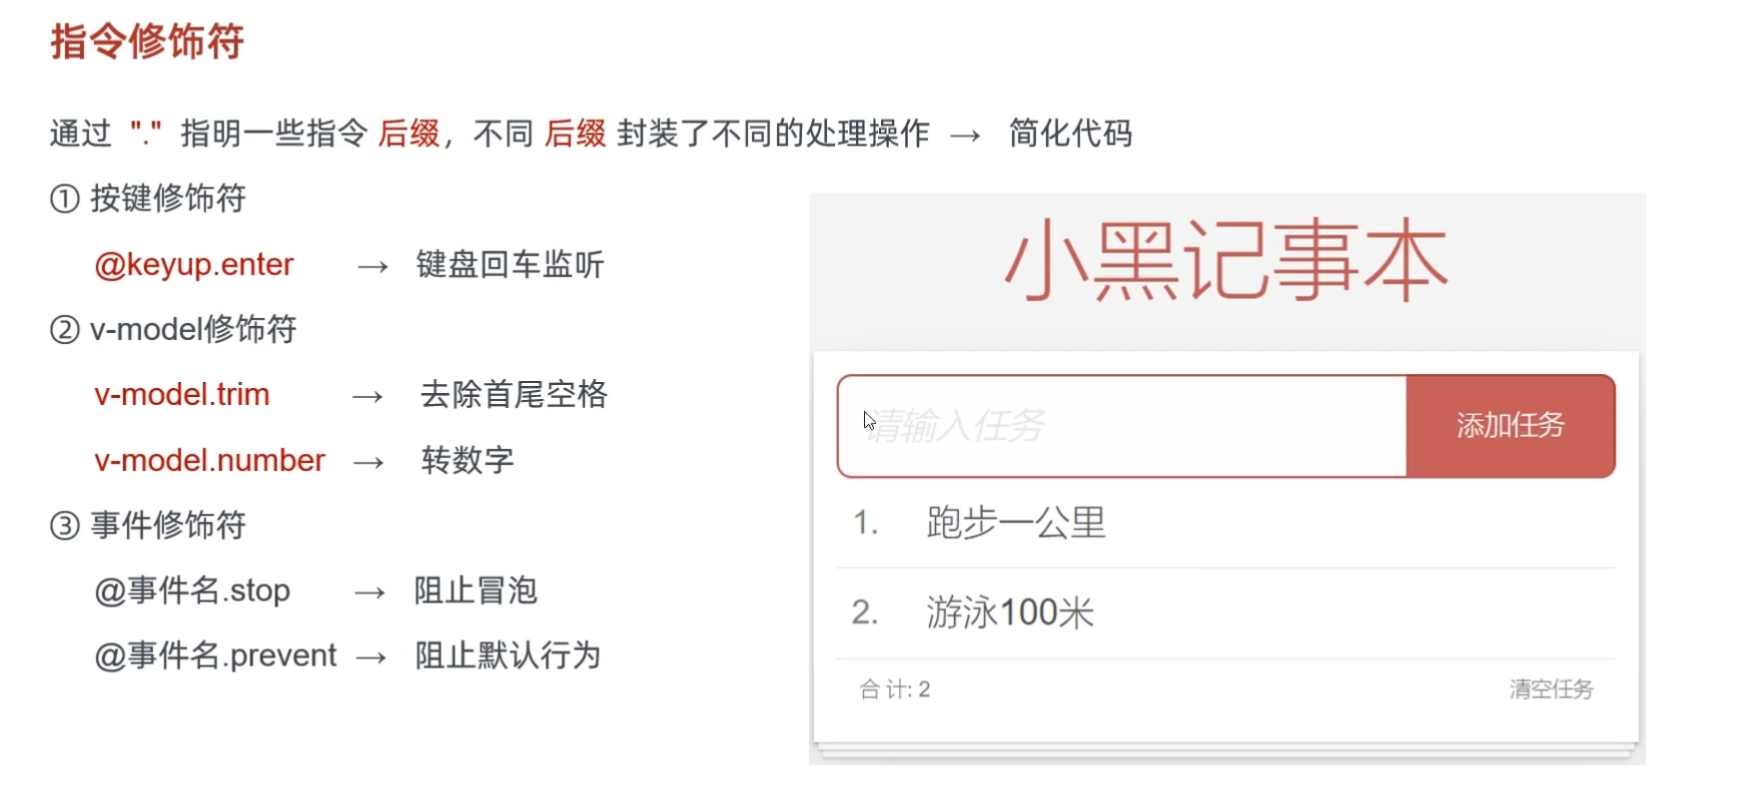 指令修饰符
通过 "." 指明一些指令 后缀，不同 后缀 封装了不同的处理操作 → 简化代码
① 按键修饰符
@keyup.enter → 键盘回车监听
② v-model修饰符
v-model.trim → 去除首尾空格
v-model.number → 转数字
③ 事件修饰符
@事件名.stop → 阻止冒泡
@事件名.prevent → 阻止默认行为
小黑记事本
请输入任务
添加任务
1. 跑步一公里
2. 游泳100米
合 计: 2
清空任务